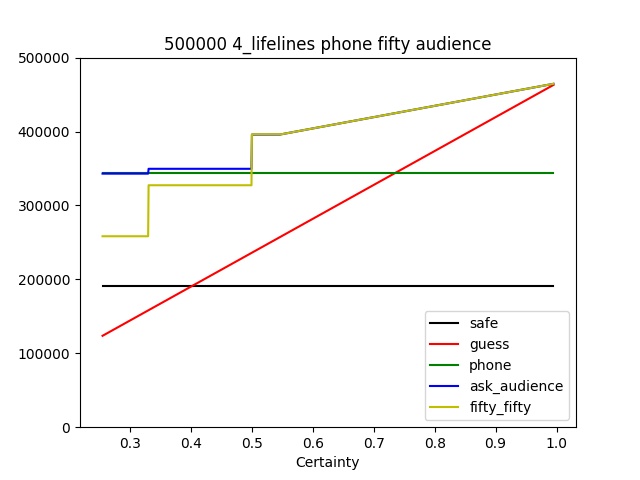 500000 4_lifelines phone fifty audience
500000
400000
300000
200000
100000
0
0.3 0.4 0.5 0.6 0.7 0.8 0.9 1.0
Certainty
safe
guess
phone
ask_audience
fifty_fifty